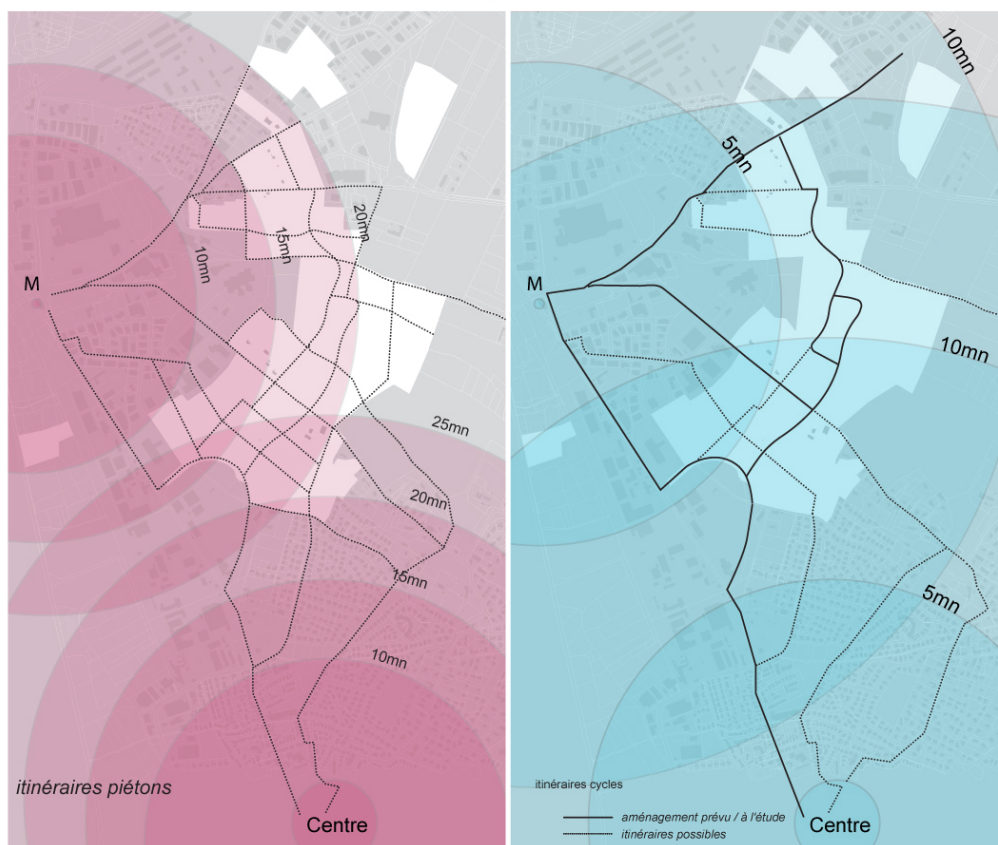 20mn
15mn
10mn
M
25mn
20mn
15mn
10mn
itinéraires piétons
Centre
10mn
5mn
M
10mn
5mn
itinéraires cycles
aménagement prévu / à l'étude
itinéraires possibles
Centre